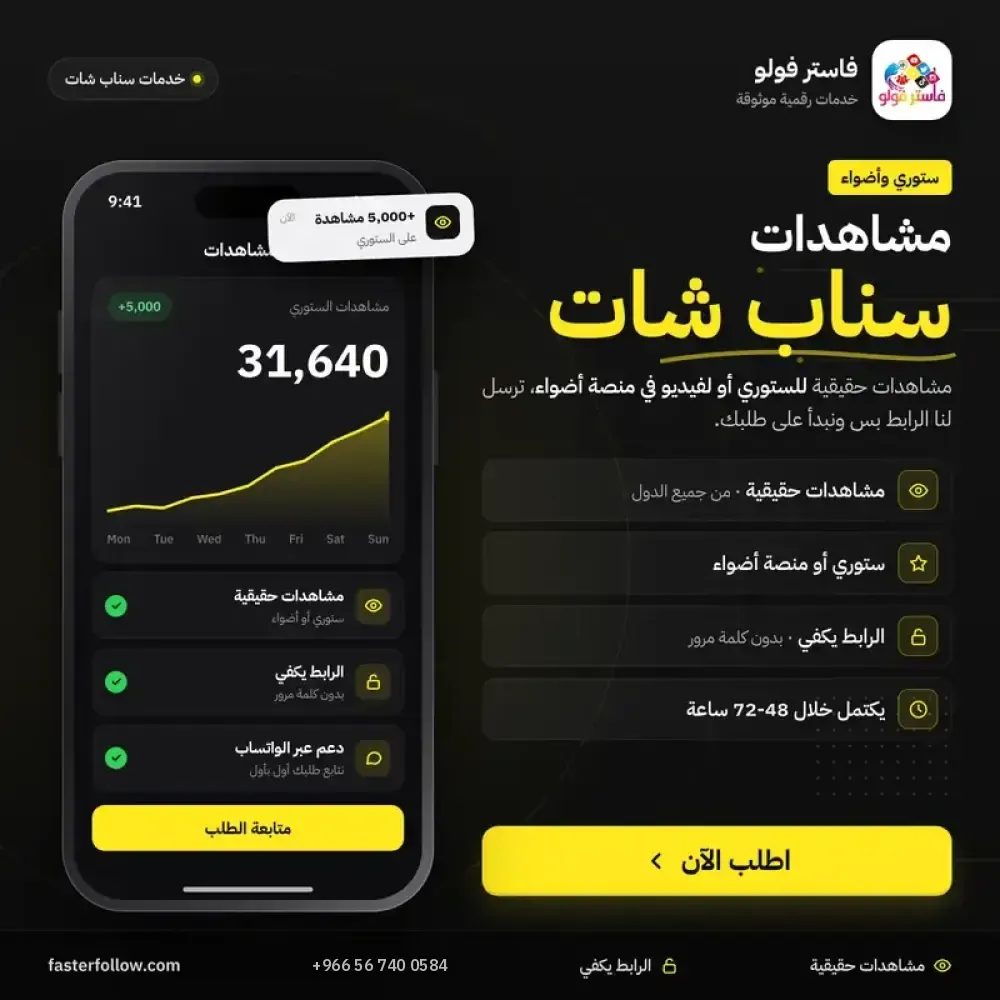 فاستر فولو
فاستر فولو
خدمات رقمية موثوقة
خدمات سناب شات
ستوري وأضواء
مشاهدات
سناب شات
مشاهدات حقيقية للستوري أو لفيديو في منصة أضواء، ترسل
لنا الرابط بس ونبدأ على طلبك.
مشاهدات حقيقية · من جميع الدول
ستوري أو منصة أضواء
الرابط يكفي · بدون كلمة مرور
يكتمل خلال 48-72 ساعة
اطلب الآن
9:41
+5,000 مشاهدة
الآن
على الستوري
مشاهدات
مشاهدات الستوري
+5,000
31,640
Mon Tue Wed Thu Fri Sat Sun
مشاهدات حقيقية
ستوري أو أضواء
الرابط يكفي
بدون كلمة مرور
دعم عبر الواتساب
نتابع طلبك أول بأول
متابعة الطلب
مشاهدات حقيقية
الرابط يكفي
+966 56 740 0584
fasterfollow.com